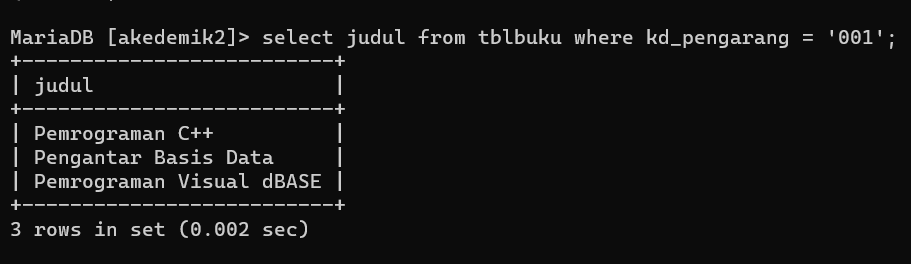 MariaDB [akedemik2]> select judul from tblbuku where kd_pengarang = '001';
+--------------------------+
| judul                    |
+--------------------------+
| Pemrograman C++          |
| Pengantar Basis Data     |
| Pemrograman Visual dBASE |
+--------------------------+
3 rows in set (0.002 sec)